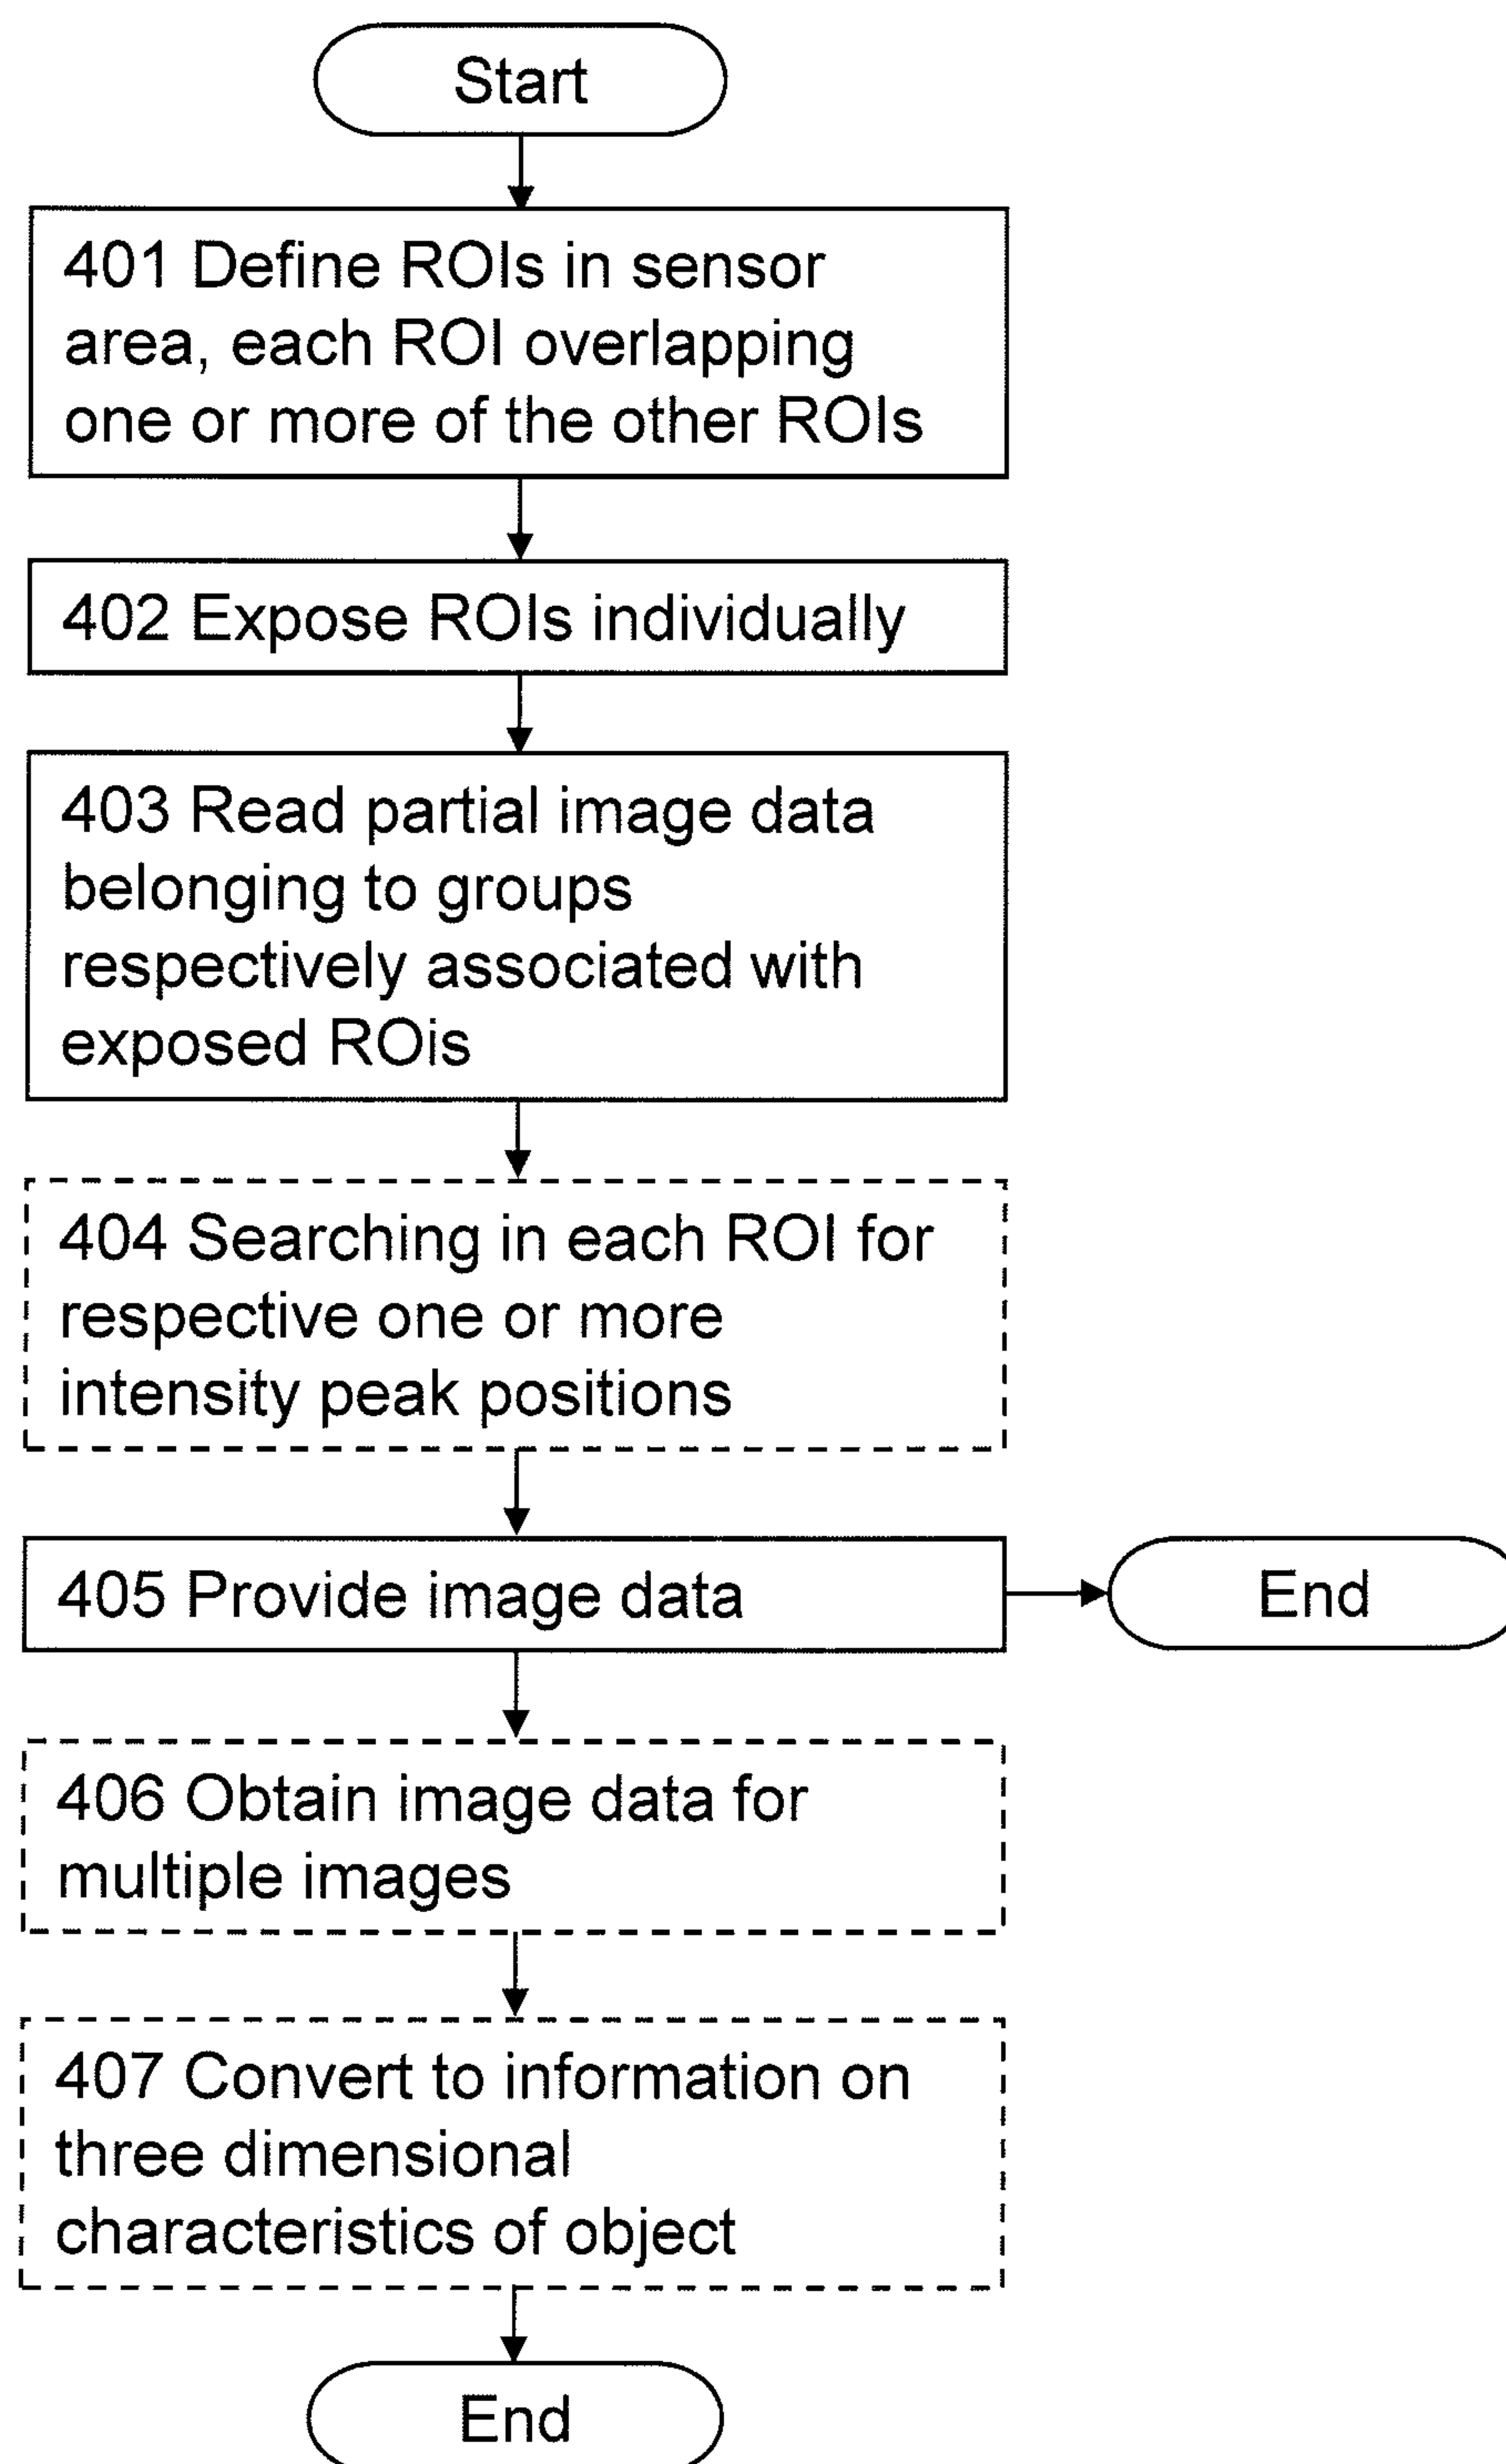 Start
401 Define ROIs in sensor
area, each ROI overlapping
one or more of the other ROIs
402 Expose ROIs individually
403 Read partial image data
belonging to groups
respectively associated with
exposed ROis
404 Searching in each ROI for
respective one or more
intensity peak positions
405 Provide image data
End
406 Obtain image data for
multiple images
407 Convert to information on
three dimensional
characteristics of object
End